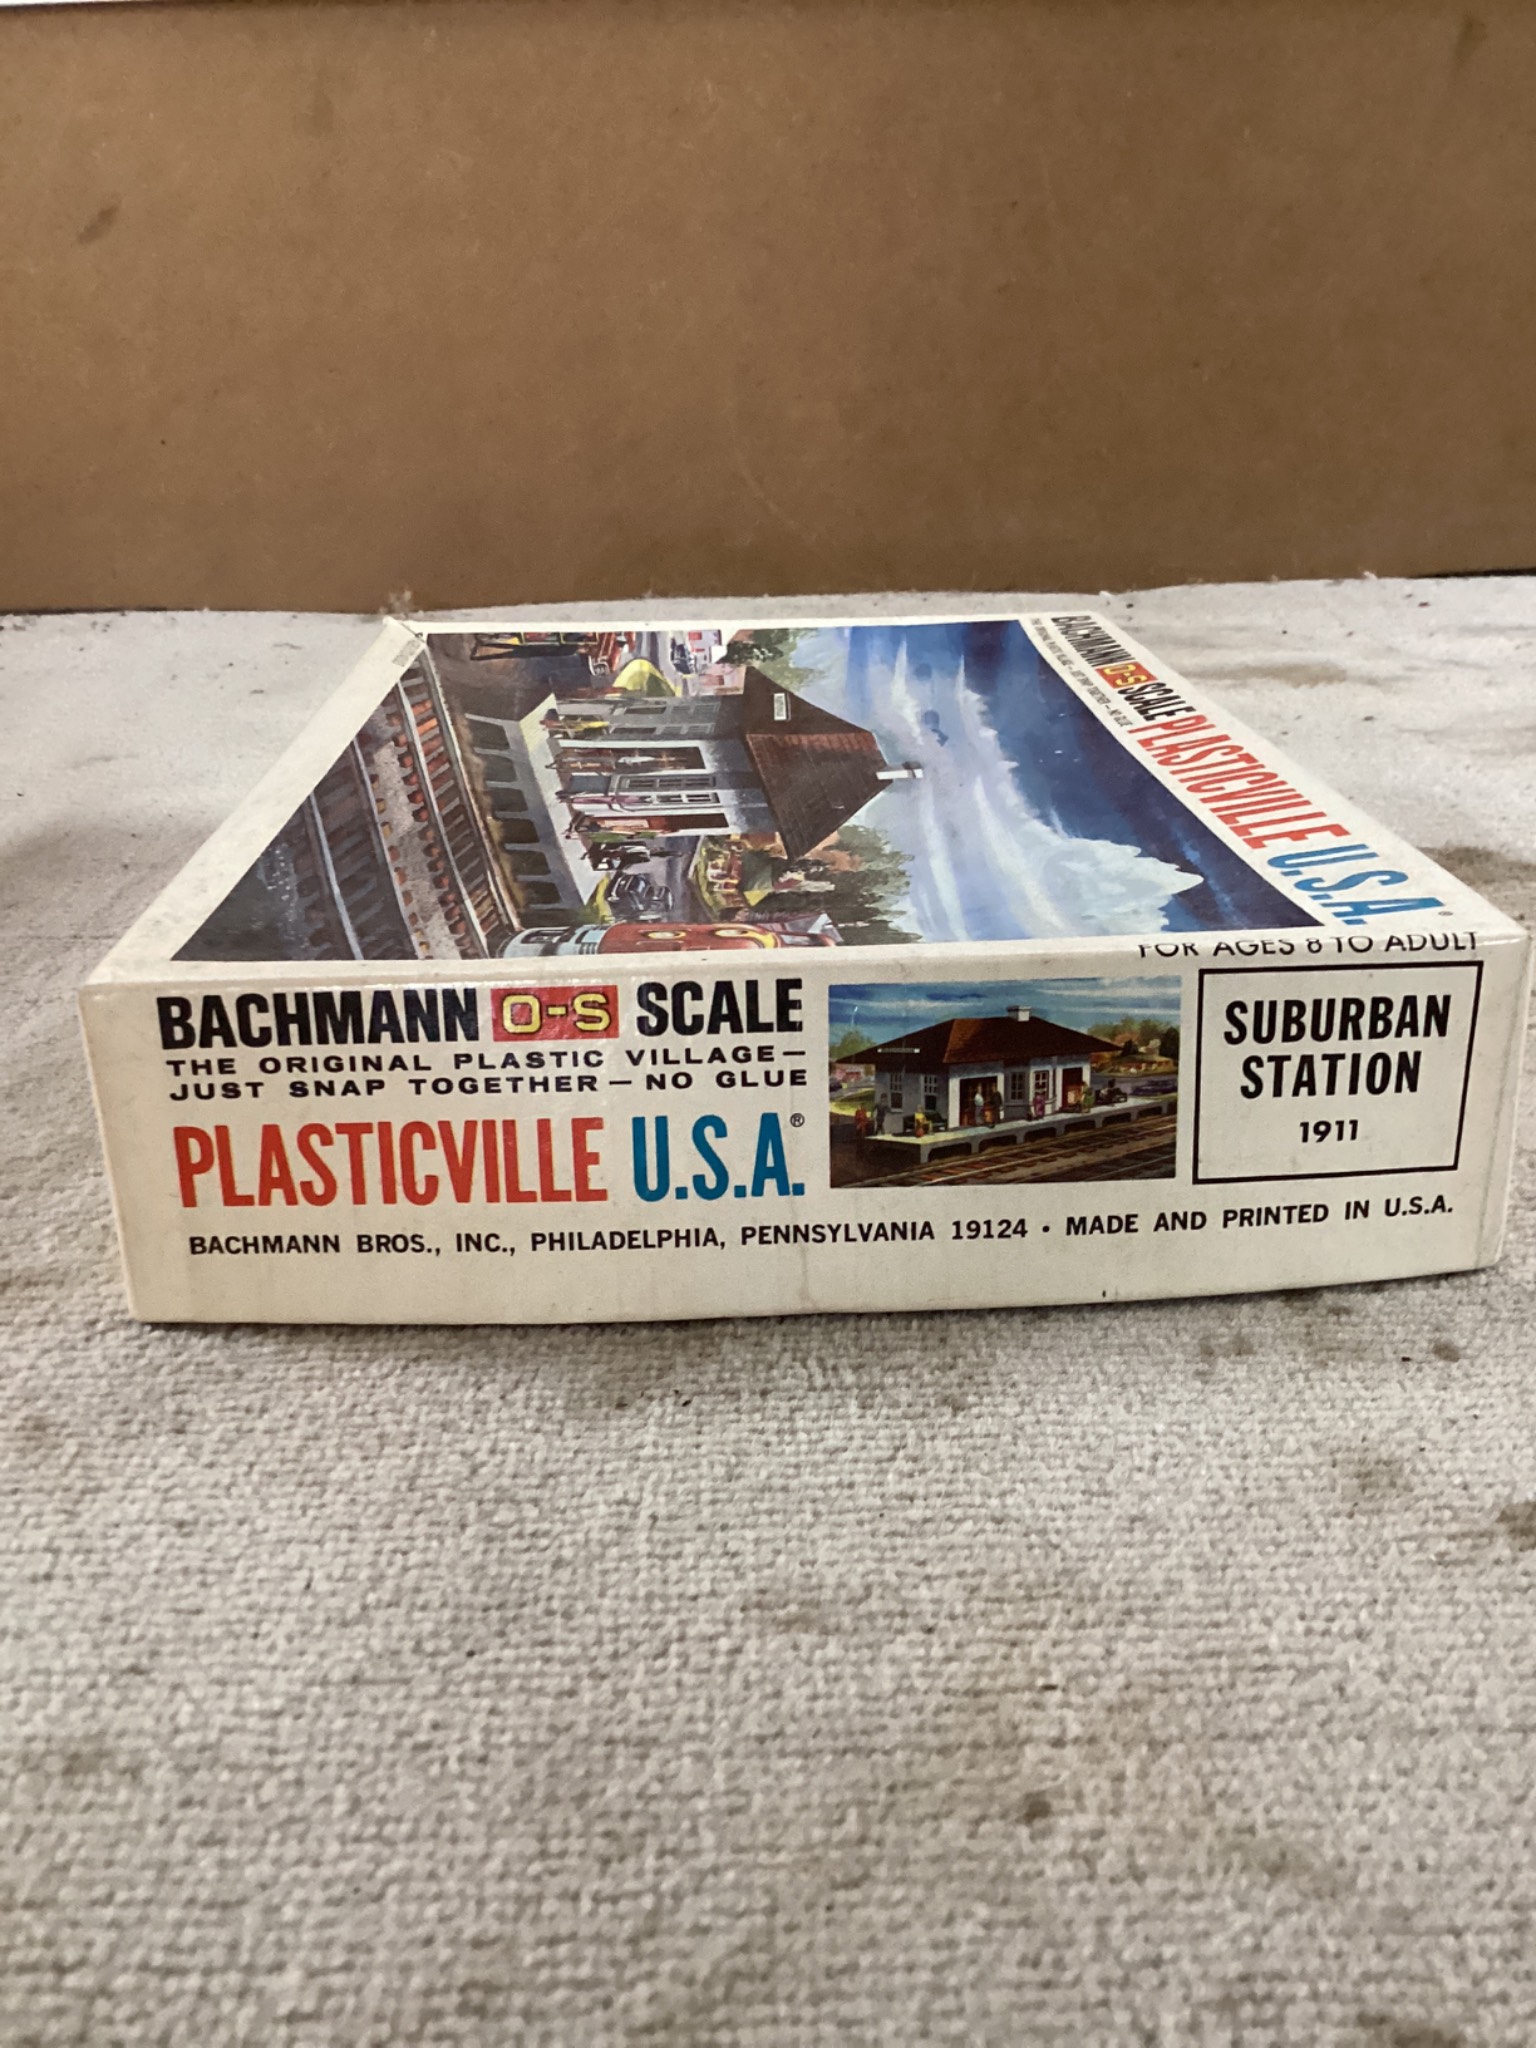 BACHMANN O-S SCALE PLASTICVILLE U.S.A.®
FOR AGES 8 TO ADULT
BACHMANN O-S SCALE
THE ORIGINAL PLASTIC VILLAGE—
JUST SNAP TOGETHER—NO GLUE
PLASTICVILLE U.S.A.®
SUBURBAN
STATION
1911
BACHMANN BROS., INC., PHILADELPHIA, PENNSYLVANIA 19124 • MADE AND PRINTED IN U.S.A.